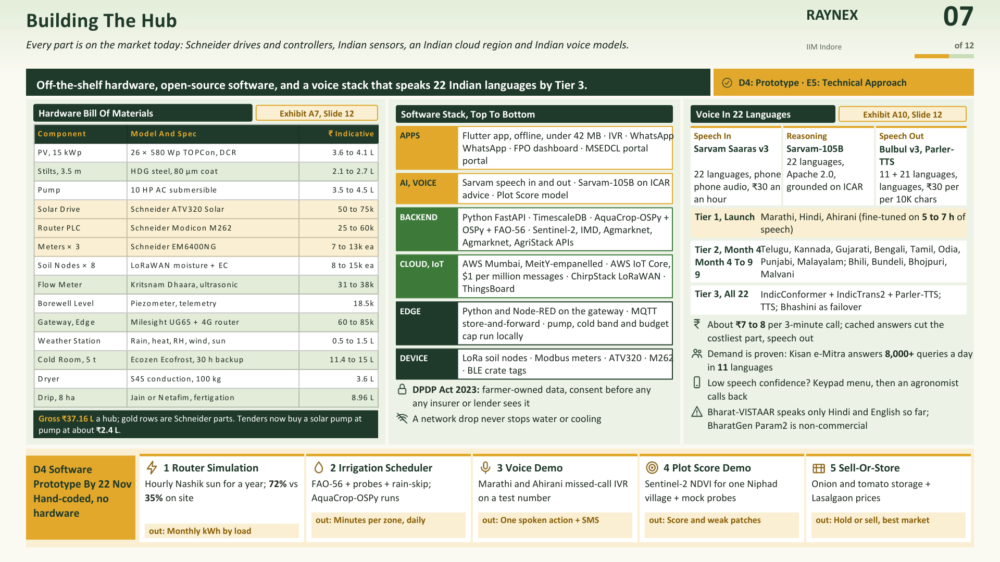 Building The Hub
Every part is on the market today: Schneider drives and controllers, Indian sensors, an Indian cloud region and Indian voice models.
RAYNEX
IIM Indore
07
of 12
Off-the-shelf hardware, open-source software, and a voice stack that speaks 22 Indian languages by Tier 3.
D4: Prototype · E5: Technical Approach
Hardware Bill Of Materials
Exhibit A7, Slide 12
Component Model And Spec ₹ Indicative
PV, 15 kWp 26 × 580 Wp TOPCon, DCR 3.6 to 4.1 L
Stilts, 3.5 m HDG steel, 80 µm coat 2.1 to 2.7 L
Pump 10 HP AC submersible 3.5 to 4.5 L
Solar Drive Schneider ATV320 Solar 50 to 75k
Router PLC Schneider Modicon M262 25 to 60k
Meters × 3 Schneider EM6400NG 7 to 13k ea
Soil Nodes × 8 LoRaWAN moisture + EC 8 to 15k ea
Flow Meter Kritsnam Dhaara, ultrasonic 31 to 38k
Borewell Level Piezometer, telemetry 18.5k
Gateway, Edge Milesight UG65 + 4G router 60 to 85k
Weather Station Rain, heat, RH, wind, sun 0.5 to 1.5 L
Cold Room, 5 t Ecozen Ecofrost, 30 h backup 11.4 to 15 L
Dryer S4S conduction, 100 kg 3.6 L
Drip, 8 ha Jain or Netafim, fertigation 8.96 L
Gross ₹37.16 L a hub; gold rows are Schneider parts. Tenders now buy a solar pump at
pump at about ₹2.4 L.
Software Stack, Top To Bottom
APPS
Flutter app, offline, under 42 MB · IVR · WhatsApp
WhatsApp · FPO dashboard · MSEDCL portal
portal
AI, VOICE
Sarvam speech in and out · Sarvam-105B on ICAR
advice · Plot Score model
BACKEND
Python FastAPI · TimescaleDB · AquaCrop-OSPy +
OSPy + FAO-56 · Sentinel-2, IMD, Agmarknet,
Agmarknet, AgriStack APIs
CLOUD, IoT
AWS Mumbai, MeitY-empanelled · AWS IoT Core,
$1 per million messages · ChirpStack LoRaWAN ·
ThingsBoard
EDGE
Python and Node-RED on the gateway · MQTT
store-and-forward · pump, cold band and budget
cap run locally
DEVICE
LoRa soil nodes · Modbus meters · ATV320 · M262
· BLE crate tags
DPDP Act 2023: farmer-owned data, consent before any
any insurer or lender sees it
A network drop never stops water or cooling
Voice In 22 Languages
Exhibit A10, Slide 12
Speech In
Sarvam Saaras v3
22 languages, phone
phone audio, ₹30 an
an hour
Reasoning
Sarvam-105B
22 languages,
Apache 2.0,
grounded on ICAR
Speech Out
Bulbul v3, Parler-
TTS
11 + 21 languages,
languages, ₹30 per
per 10K chars
Tier 1, Launch
Marathi, Hindi, Ahirani (fine-tuned on 5 to 7 h of
speech)
Tier 2, Month 4
Month 4 To 9
9
Telugu, Kannada, Gujarati, Bengali, Tamil, Odia,
Punjabi, Malayalam; Bhili, Bundeli, Bhojpuri,
Malvani
Tier 3, All 22
IndicConformer + IndicTrans2 + Parler-TTS;
TTS; Bhashini as failover
₹ About ₹7 to 8 per 3-minute call; cached answers cut the
costliest part, speech out
Demand is proven: Kisan e-Mitra answers 8,000+ queries a day
in 11 languages
Low speech confidence? Keypad menu, then an agronomist
calls back
Bharat-VISTAAR speaks only Hindi and English so far;
BharatGen Param2 is non-commercial
D4 Software
Prototype By 22 Nov
Hand-coded, no
hardware
1 Router Simulation
Hourly Nashik sun for a year; 72% vs
35% on site
out: Monthly kWh by load
2 Irrigation Scheduler
FAO-56 + probes + rain-skip;
AquaCrop-OSPy runs
out: Minutes per zone, daily
3 Voice Demo
Marathi and Ahirani missed-call IVR
on a test number
out: One spoken action + SMS
4 Plot Score Demo
Sentinel-2 NDVI for one Niphad
village + mock probes
out: Score and weak patches
5 Sell-Or-Store
Onion and tomato storage +
Lasalgaon prices
out: Hold or sell, best market